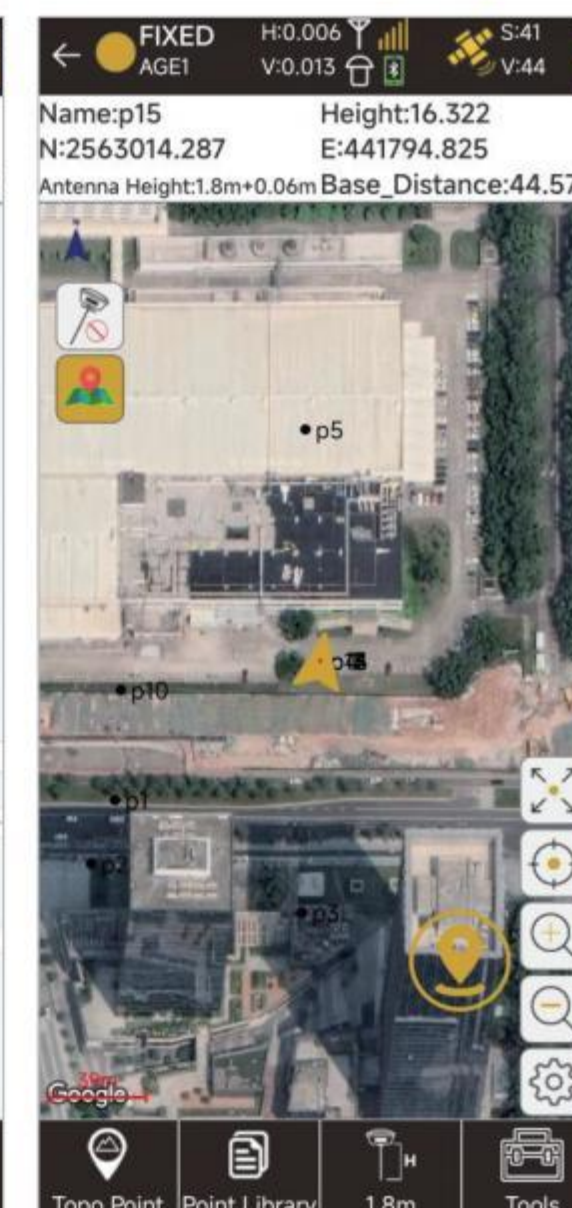 FIXED
AGE1
H:0.006
V:0.013
S:41
V:44
Name:p15 Height:16.322
N:2563014.287 E:441794.825
Antenna Height:1.8m+0.06m Base_Distance:44.57
p5
p10
p1
p2
p3
39m
Google
H
Topo Point Point Library 1.8m Tools